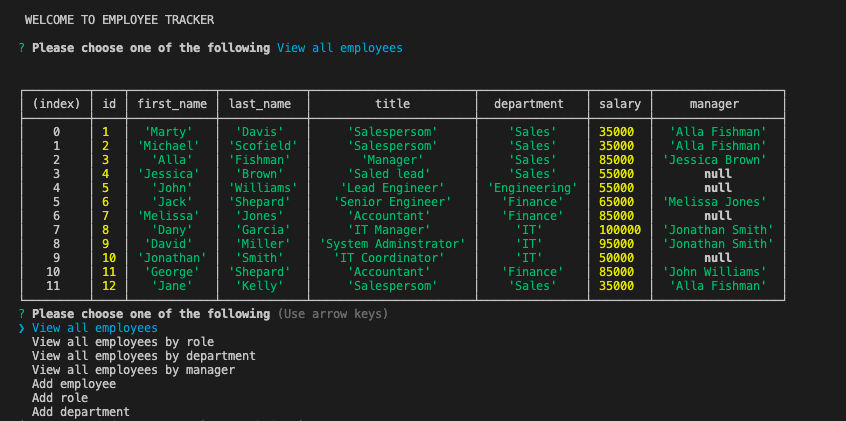 WELCOME TO EMPLOYEE TRACKER
? Please choose one of the following View all employees
(index) id first_name last_name title department salary manager
0 1 'Marty' 'Davis' 'Salespersom' 'Sales' 35000 'Alla Fishman'
1 2 'Michael' 'Scofield' 'Salespersom' 'Sales' 35000 'Alla Fishman'
2 3 'Alla' 'Fishman' 'Manager' 'Sales' 85000 'Jessica Brown'
3 4 'Jessica' 'Brown' 'Saled lead' 'Sales' 55000 null
4 5 'John' 'Williams' 'Lead Engineer' 'Engineering' 55000 null
5 6 'Jack' 'Shepard' 'Senior Engineer' 'Finance' 65000 'Melissa Jones'
6 7 'Melissa' 'Jones' 'Accountant' 'Finance' 85000 null
7 8 'Dany' 'Garcia' 'IT Manager' 'IT' 100000 'Jonathan Smith'
8 9 'David' 'Miller' 'System Adminstrator' 'IT' 95000 'Jonathan Smith'
9 10 'Jonathan' 'Smith' 'IT Coordinator' 'IT' 50000 null
10 11 'George' 'Shepard' 'Accountant' 'Finance' 85000 'John Williams'
11 12 'Jane' 'Kelly' 'Salespersom' 'Sales' 35000 'Alla Fishman'
? Please choose one of the following (Use arrow keys)
❯ View all employees
View all employees by role
View all employees by department
View all employees by manager
Add employee
Add role
Add department